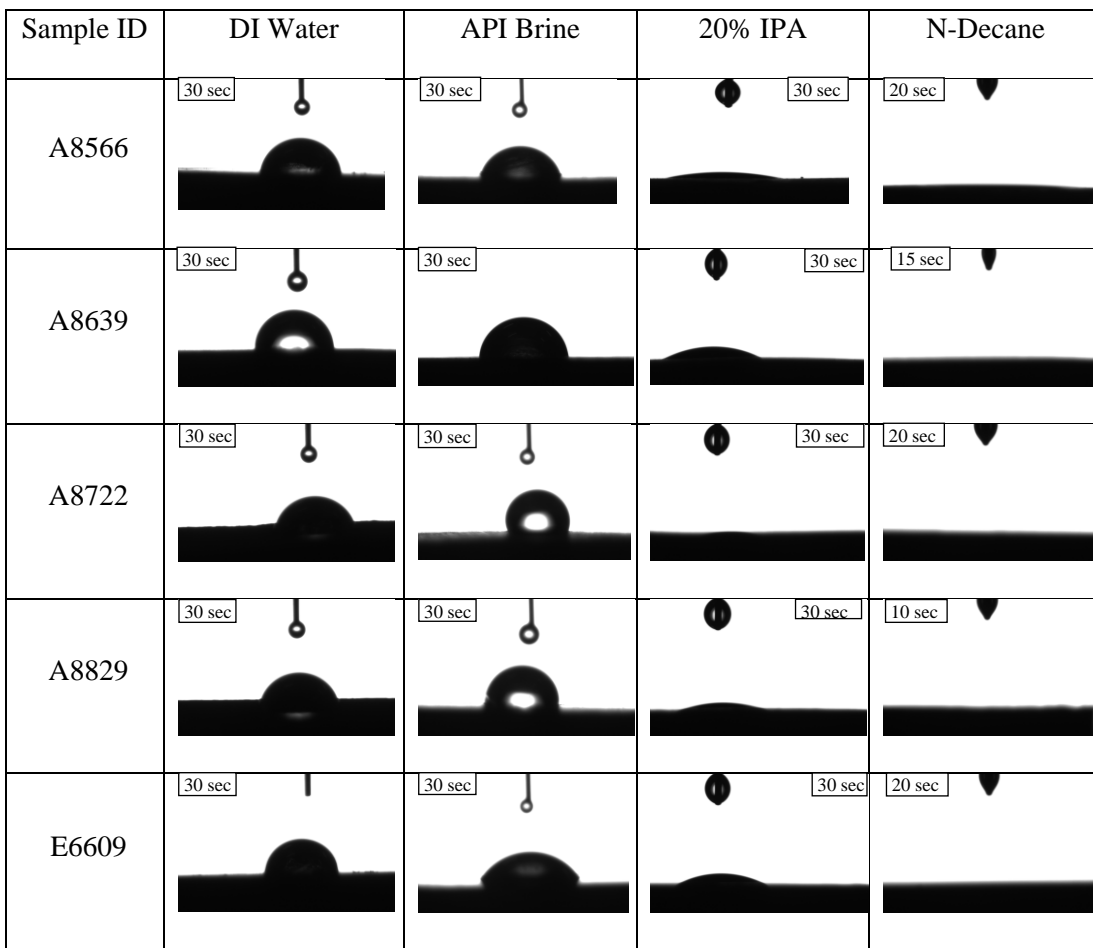 Sample ID DI Water API Brine 20% IPA N-Decane
A8566 30 sec 30 sec 30 sec 20 sec
A8639 30 sec 30 sec 30 sec 15 sec
A8722 30 sec 30 sec 30 sec 20 sec
A8829 30 sec 30 sec 30 sec 10 sec
E6609 30 sec 30 sec 30 sec 20 sec